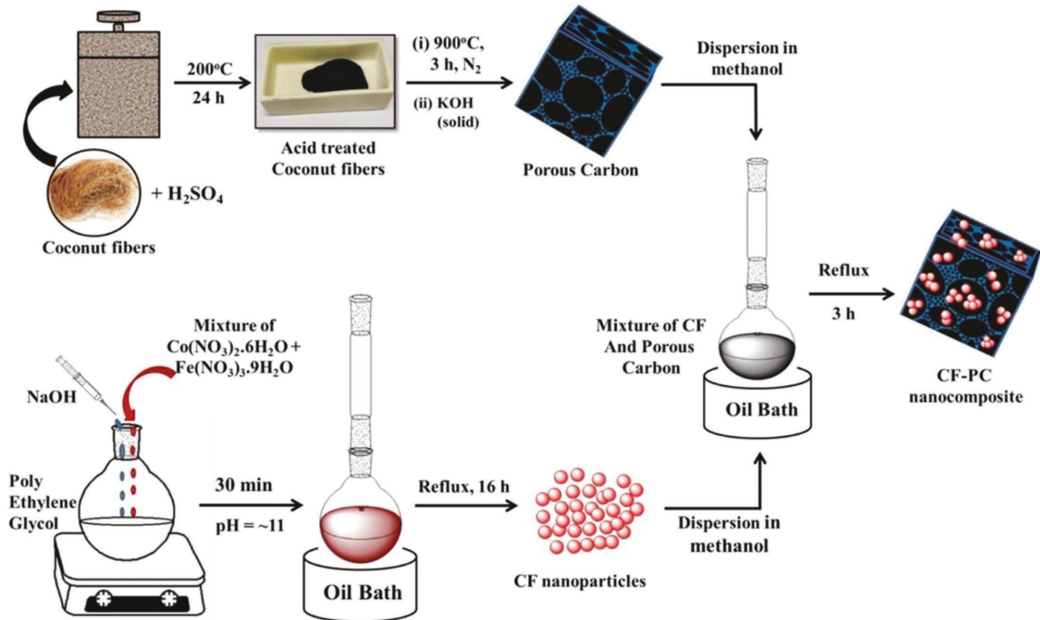 200°C
24 h
+ H₂SO₄
Coconut fibers
Acid treated
Coconut fibers
(i) 900°C,
3 h, N₂
(ii) KOH
(solid)
Porous Carbon
Dispersion in
methanol
Mixture of CF
And Porous
Carbon
Oil Bath
Reflux
3 h
CF-PC
nanocomposite
Mixture of
Co(NO₃)₂.6H₂O +
Fe(NO₃)₃.9H₂O
NaOH
Poly
Ethylene
Glycol
30 min
pH = ~11
Oil Bath
Reflux, 16 h
CF nanoparticles
Dispersion in
methanol